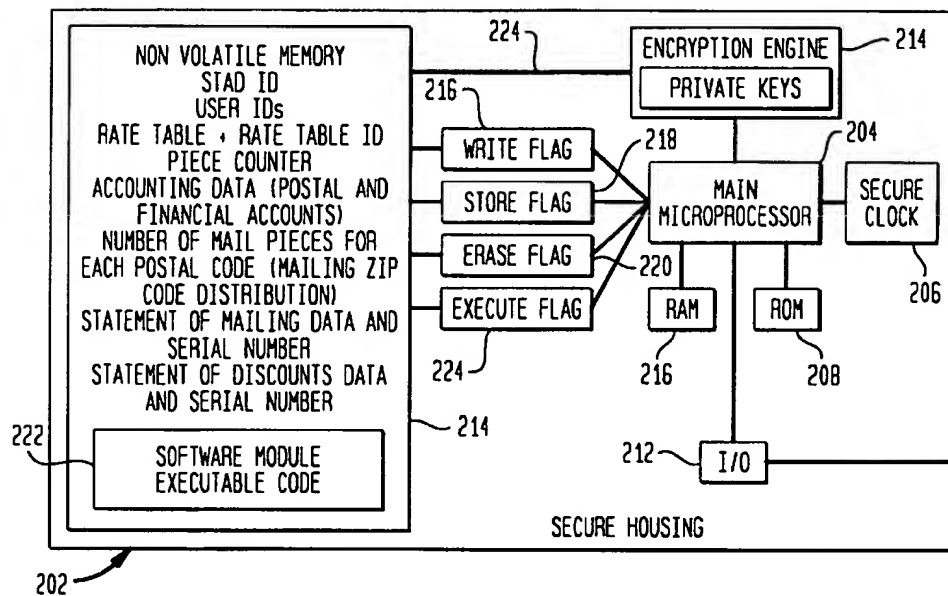 NON VOLATILE MEMORY
STAD ID
USER IDs
RATE TABLE + RATE TABLE ID
PIECE COUNTER
ACCOUNTING DATA (POSTAL AND
FINANCIAL ACCOUNTS)
NUMBER OF MAIL PIECES FOR
EACH POSTAL CODE (MAILING ZIP
CODE DISTRIBUTION)
STATEMENT OF MAILING DATA AND
SERIAL NUMBER
STATEMENT OF DISCOUNTS DATA
AND SERIAL NUMBER
222
SOFTWARE MODULE
EXECUTABLE CODE
214
224
216
WRITE FLAG
218
STORE FLAG
ERASE FLAG
220
EXECUTE FLAG
224
ENCRYPTION ENGINE
214
PRIVATE KEYS
204
MAIN
MICROPROCESSOR
SECURE
CLOCK
206
RAM
216
ROM
208
212
I/O
SECURE HOUSING
202